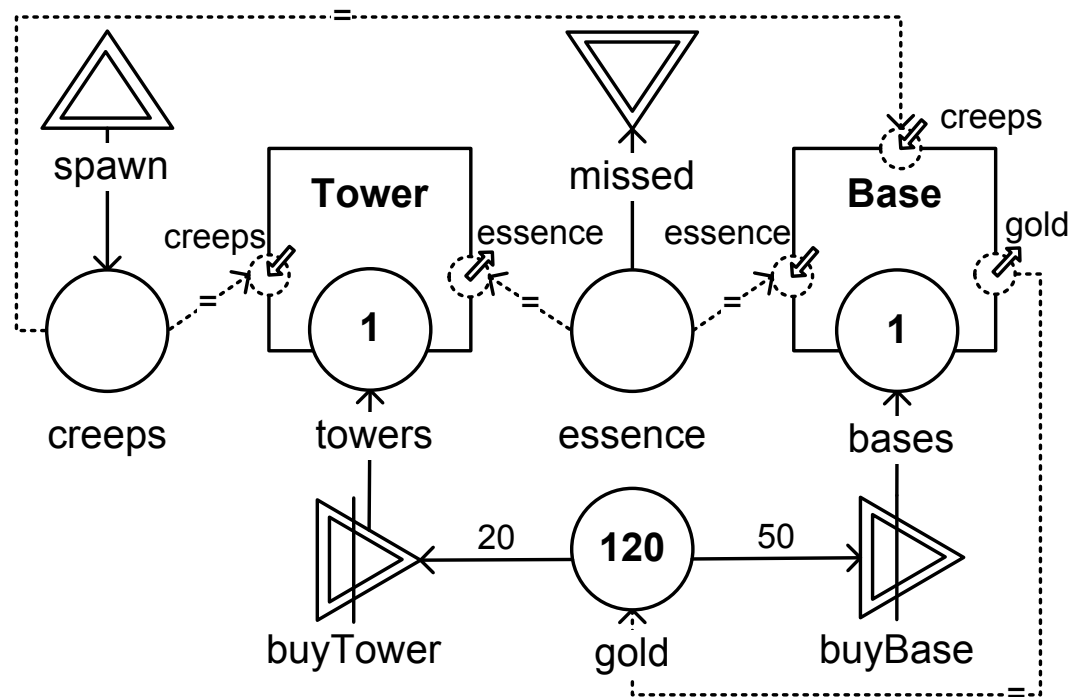 =
creeps
spawn
missed
Tower
Base
creeps
essence
essence
gold
=
=
=
1
1
creeps
towers
essence
bases
20
120
50
buyTower
gold
buyBase
=